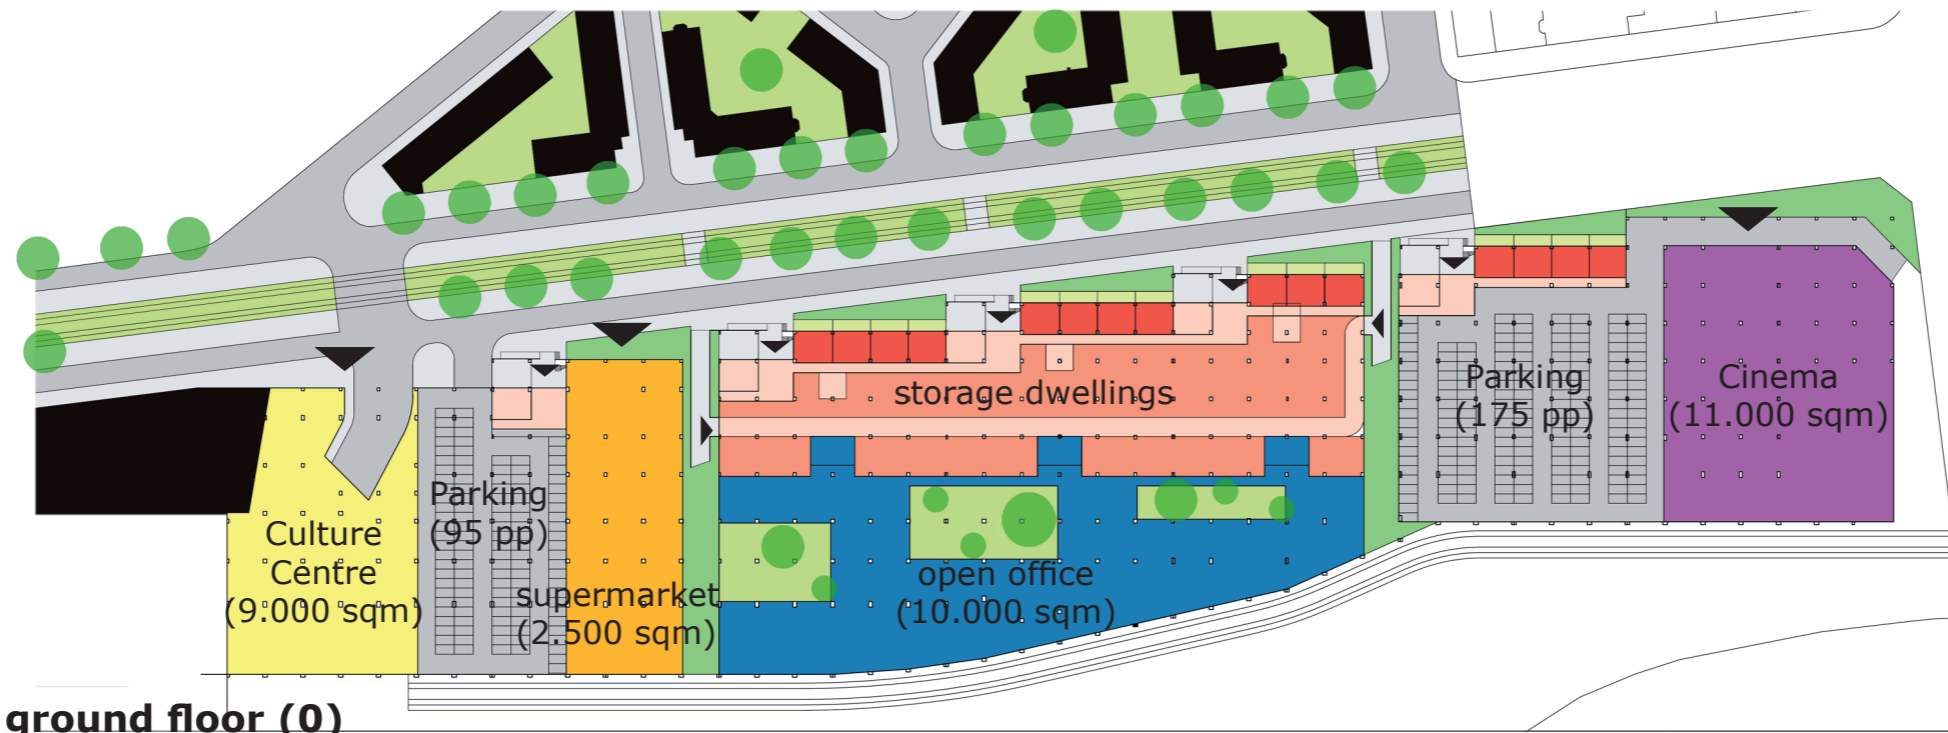 storage dwellings
Parking
(175 pp)
Cinema
(11.000 sqm)
Parking
(95 pp)
Culture
Centre
(9.000 sqm)
supermarket
(2.500 sqm)
open office
(10.000 sqm)
ground floor (0)